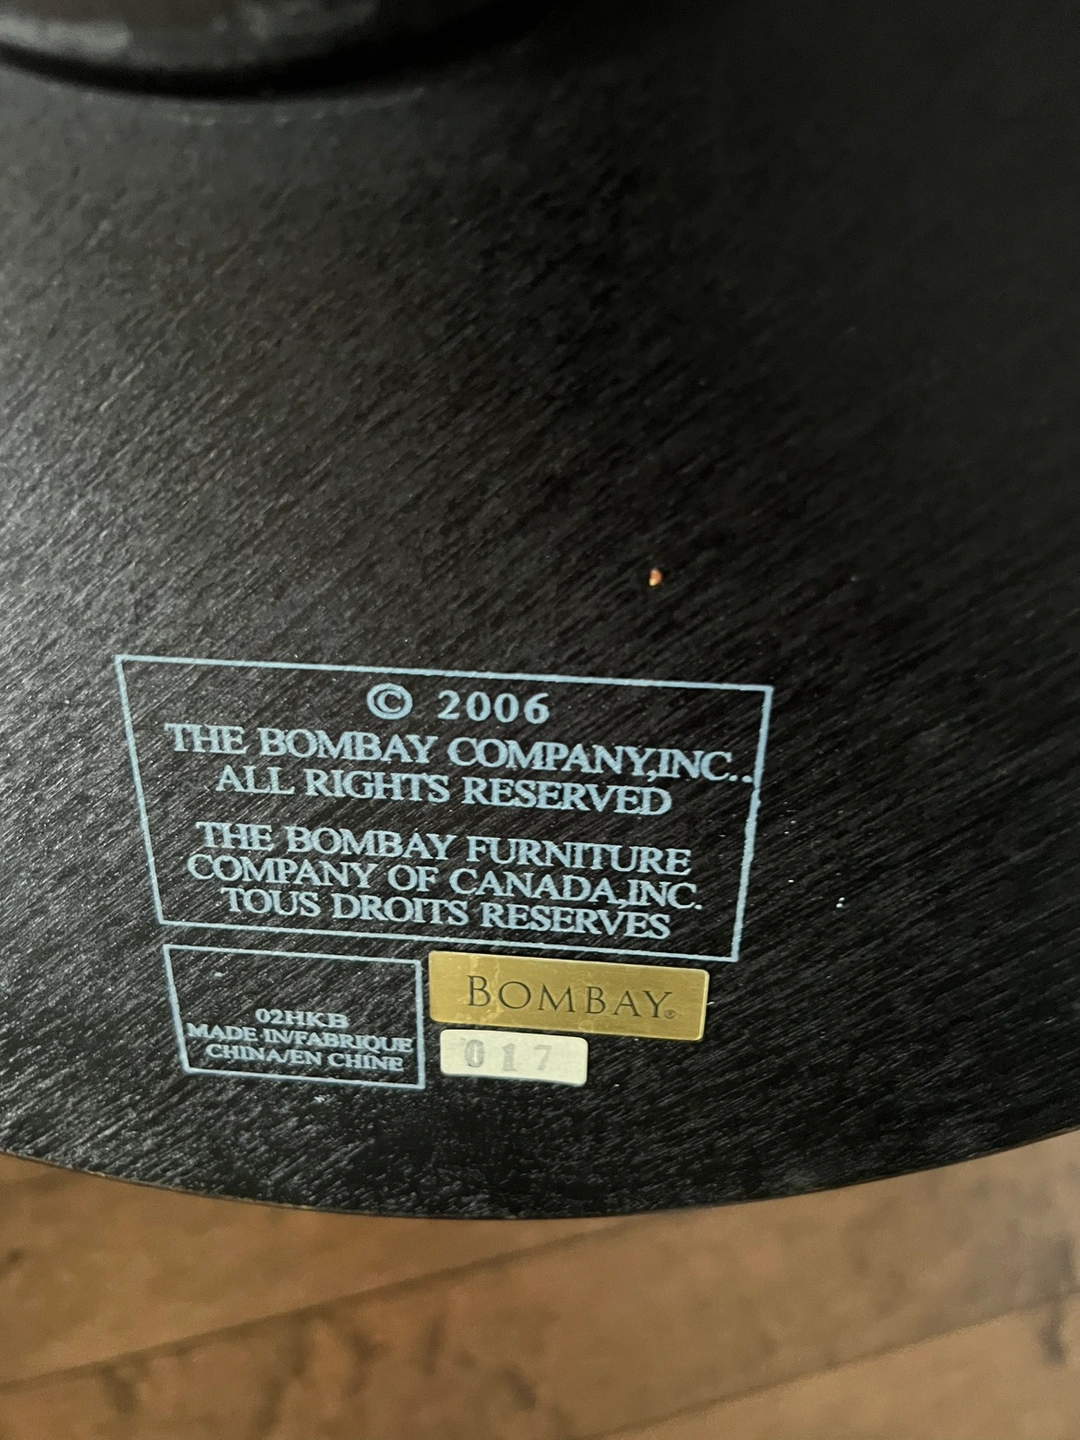 © 2006
THE BOMBAY COMPANY,INC..
ALL RIGHTS RESERVED
THE BOMBAY FURNITURE
COMPANY OF CANADA,INC.
TOUS DROITS RESERVES
02HKB
MADE IN/FABRIQUE
CHINA/EN CHINE
BOMBAY®
017